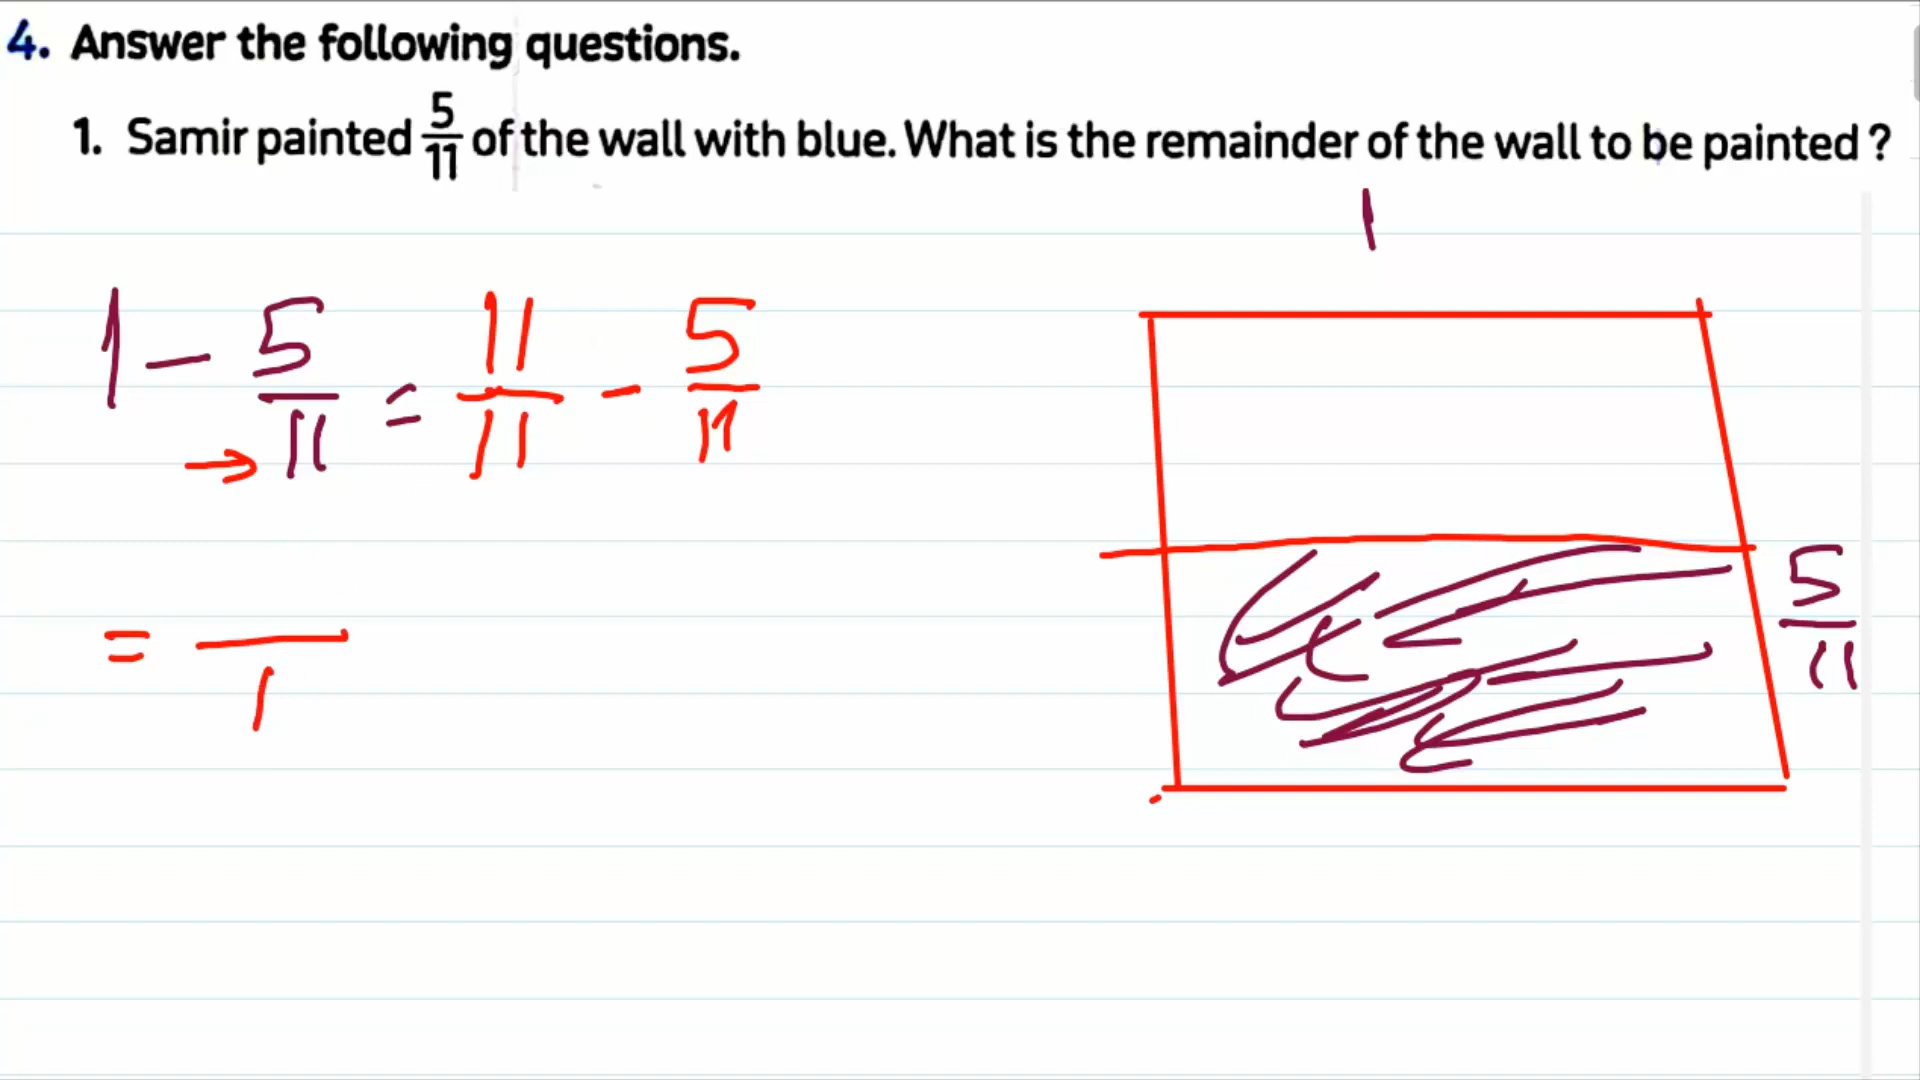 4. Answer the following questions.
1. Samir painted 5/11 of the wall with blue. What is the remainder of the wall to be painted ?
1
1 - 5/11 = 11/11 - 5/11
→
5/11
= /1